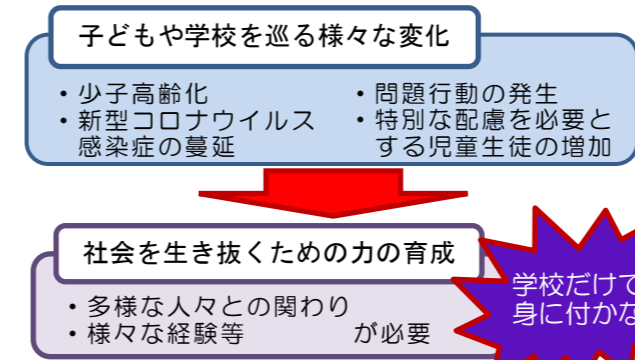 子どもや学校を巡る様々な変化
・少子高齢化
・新型コロナウイルス
感染症の蔓延
・問題行動の発生
・特別な配慮を必要と
する児童生徒の増加
社会を生き抜くための力の育成
・多様な人々との関わり
・様々な経験等 が必要
学校だけで
身に付かな